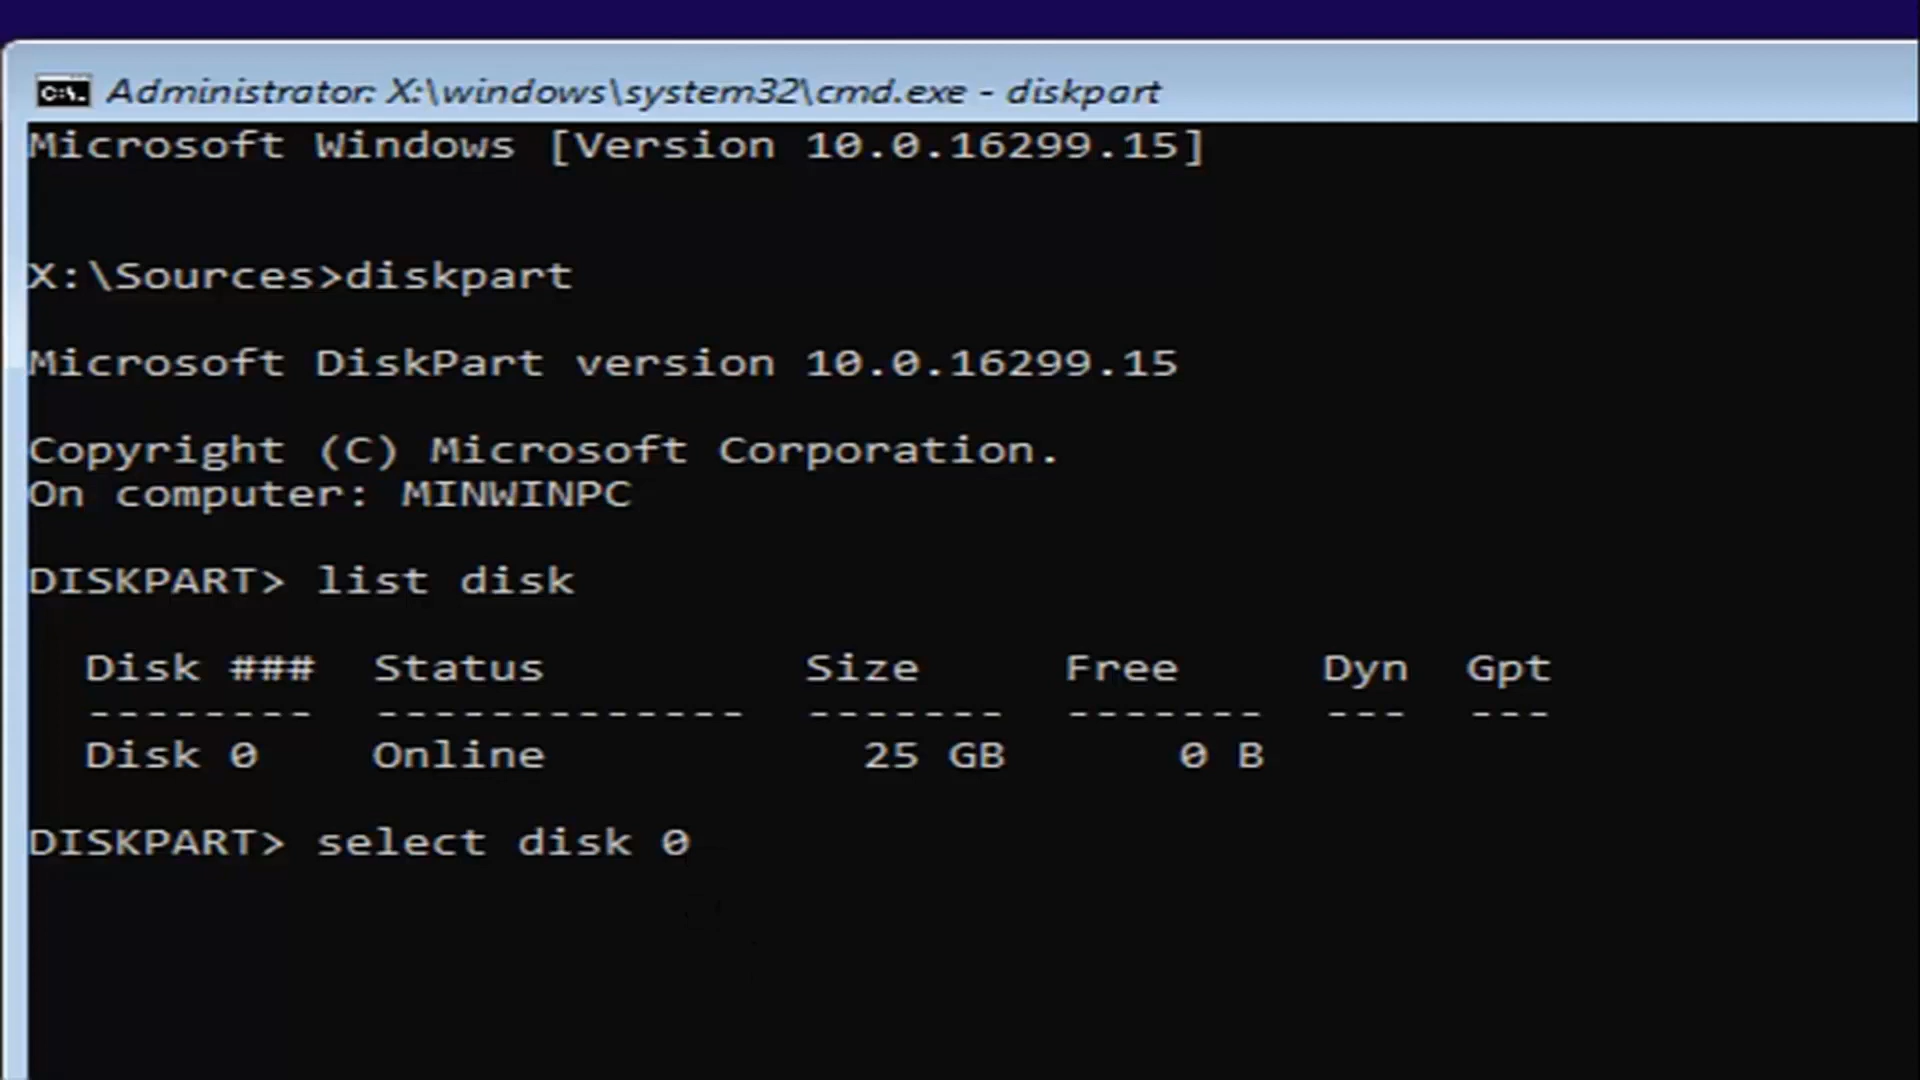 C:\.
Administrator: X:\windows\system32\cmd.exe - diskpart
Microsoft Windows [Version 10.0.16299.15]
X:\Sources>diskpart
Microsoft DiskPart version 10.0.16299.15
Copyright (C) Microsoft Corporation.
On computer: MINWINPC
DISKPART> list disk
  Disk ###  Status         Size     Free     Dyn  Gpt
  --------  -------------  -------  -------  ---  ---
  Disk 0    Online           25 GB      0 B
DISKPART> select disk 0